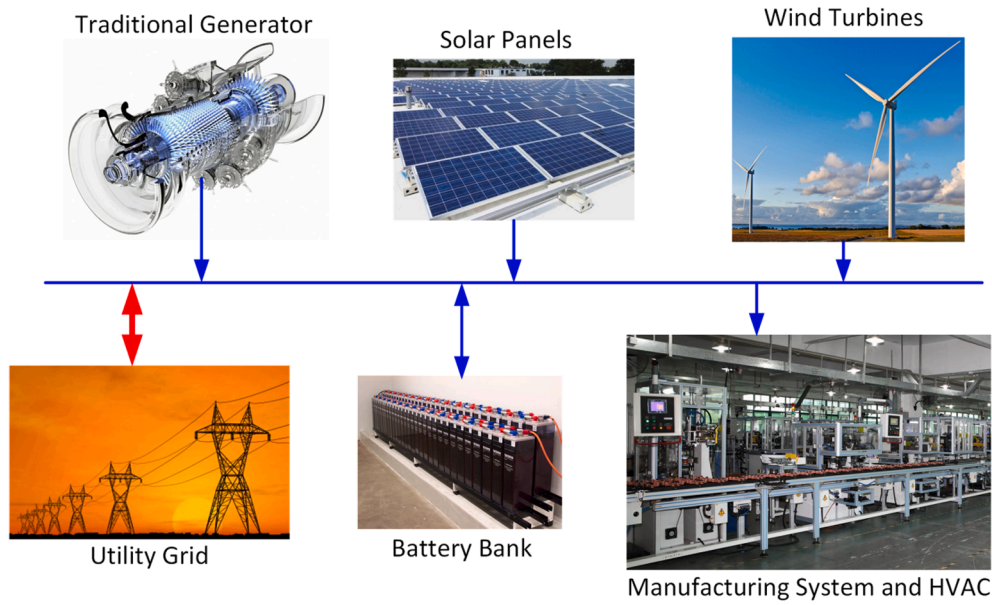 Traditional Generator
Solar Panels
Wind Turbines
Utility Grid
Battery Bank
Manufacturing System and HVAC